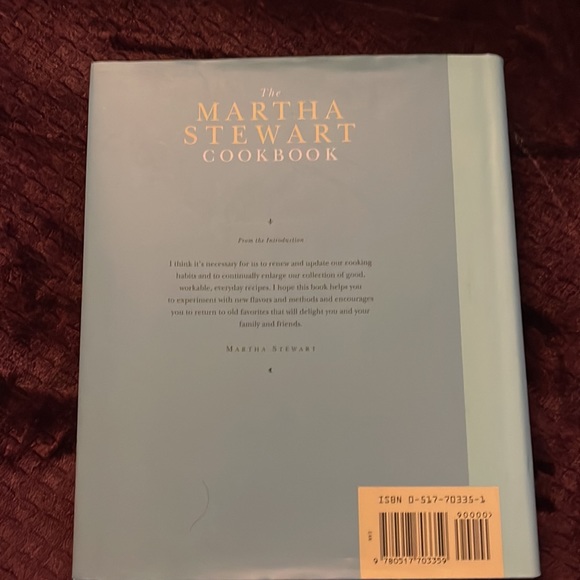 The
MARTHA
STEWART
COOKBOOK
From the Introduction
I think it's necessary for us to renew and update our cooking
habits and to continually enlarge our collection of good,
workable, everyday recipes. I hope this book helps you
to experiment with new flavors and methods and encourages
you to return to old favorites that still delight you and your
family and friends.
MARTHA STEWART
ISBN 0-517-70335-1
90000>
9 780517 703359